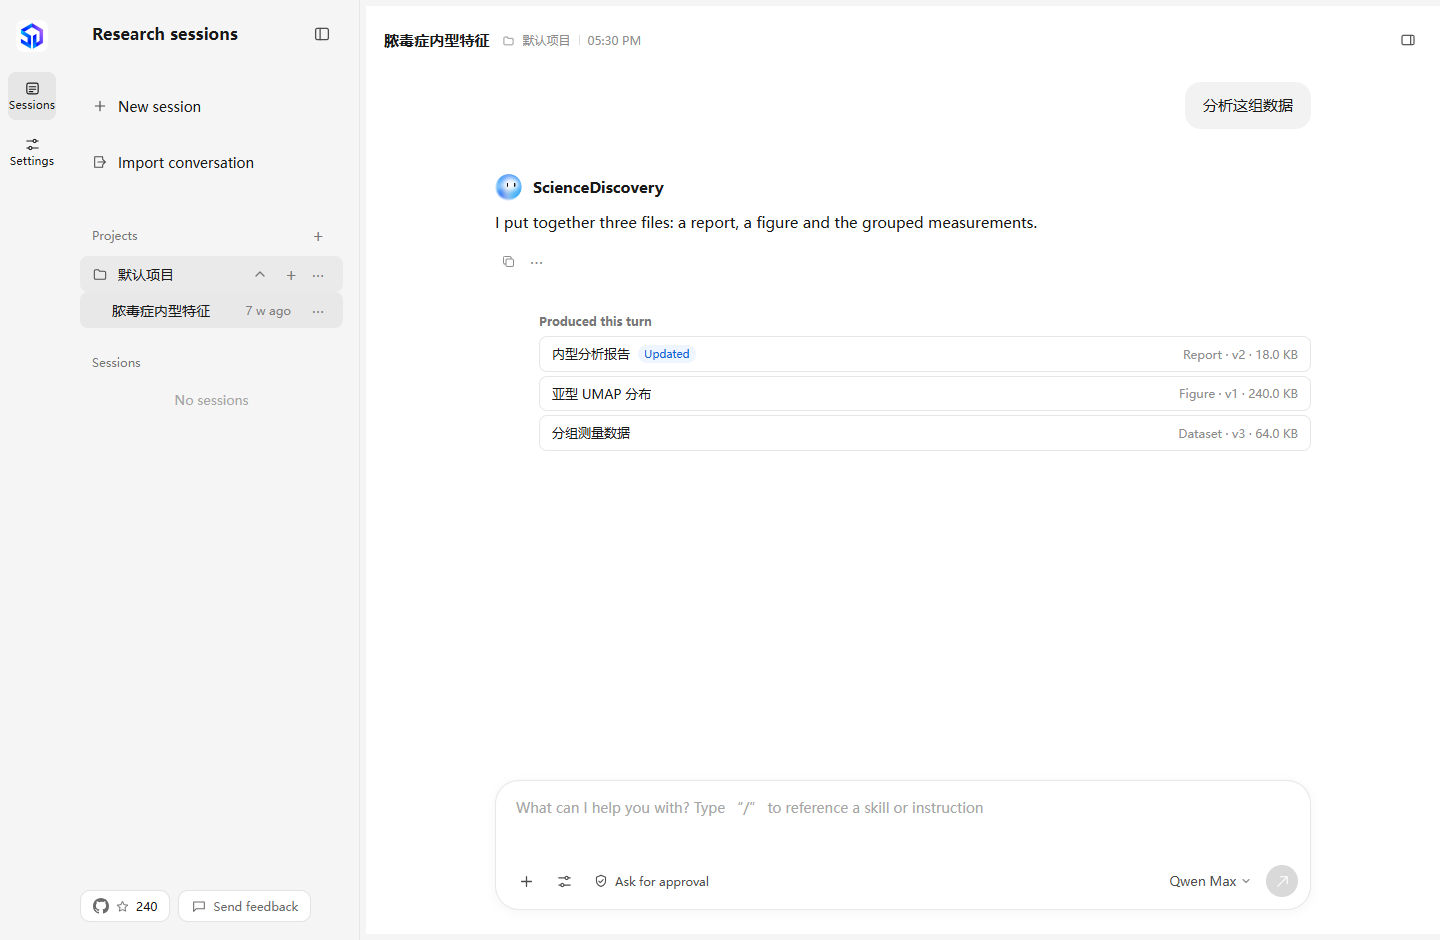 Research sessions
Sessions
Settings
New session
Import conversation
Projects
默认项目
脓毒症内型特征
7 w ago
Sessions
No sessions
240
Send feedback
脓毒症内型特征
默认项目
05:30 PM
分析这组数据
ScienceDiscovery
I put together three files: a report, a figure and the grouped measurements.
Produced this turn
内型分析报告 Updated Report · v2 · 18.0 KB
亚型 UMAP 分布 Figure · v1 · 240.0 KB
分组测量数据 Dataset · v3 · 64.0 KB
What can I help you with? Type “/” to reference a skill or instruction
Ask for approval
Qwen Max